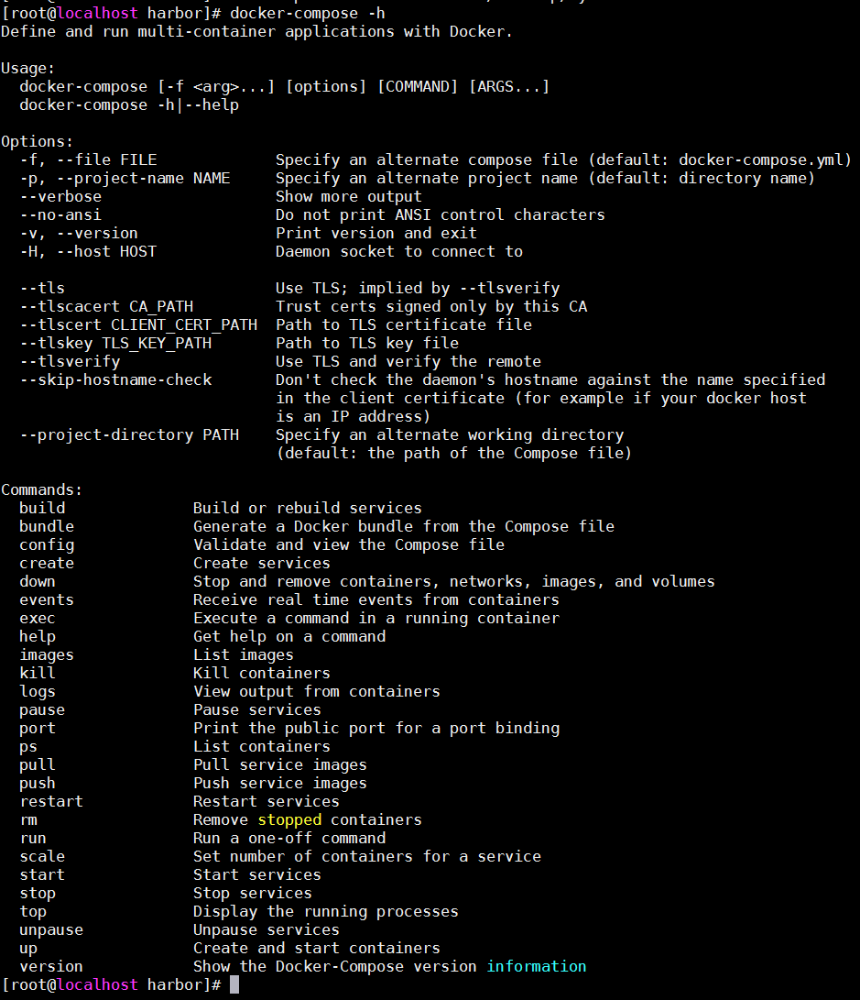 [root@localhost harbor]# docker-compose -h
Define and run multi-container applications with Docker.
Usage:
  docker-compose [-f <arg>...] [options] [COMMAND] [ARGS...]
  docker-compose -h|--help
Options:
  -f, --file FILE             Specify an alternate compose file (default: docker-compose.yml)
  -p, --project-name NAME     Specify an alternate project name (default: directory name)
  --verbose                   Show more output
  --no-ansi                   Do not print ANSI control characters
  -v, --version               Print version and exit
  -H, --host HOST             Daemon socket to connect to
  --tls                       Use TLS; implied by --tlsverify
  --tlscacert CA_PATH         Trust certs signed only by this CA
  --tlscert CLIENT_CERT_PATH  Path to TLS certificate file
  --tlskey TLS_KEY_PATH       Path to TLS key file
  --tlsverify                 Use TLS and verify the remote
  --skip-hostname-check       Don't check the daemon's hostname against the name specified
                              in the client certificate (for example if your docker host
                              is an IP address)
  --project-directory PATH    Specify an alternate working directory
                              (default: the path of the Compose file)
Commands:
  build              Build or rebuild services
  bundle             Generate a Docker bundle from the Compose file
  config             Validate and view the Compose file
  create             Create services
  down               Stop and remove containers, networks, images, and volumes
  events             Receive real time events from containers
  exec               Execute a command in a running container
  help               Get help on a command
  images             List images
  kill               Kill containers
  logs               View output from containers
  pause              Pause services
  port               Print the public port for a port binding
  ps                 List containers
  pull               Pull service images
  push               Push service images
  restart            Restart services
  rm                 Remove stopped containers
  run                Run a one-off command
  scale              Set number of containers for a service
  start              Start services
  stop               Stop services
  top                Display the running processes
  unpause            Unpause services
  up                 Create and start containers
  version            Show the Docker-Compose version information
[root@localhost harbor]#